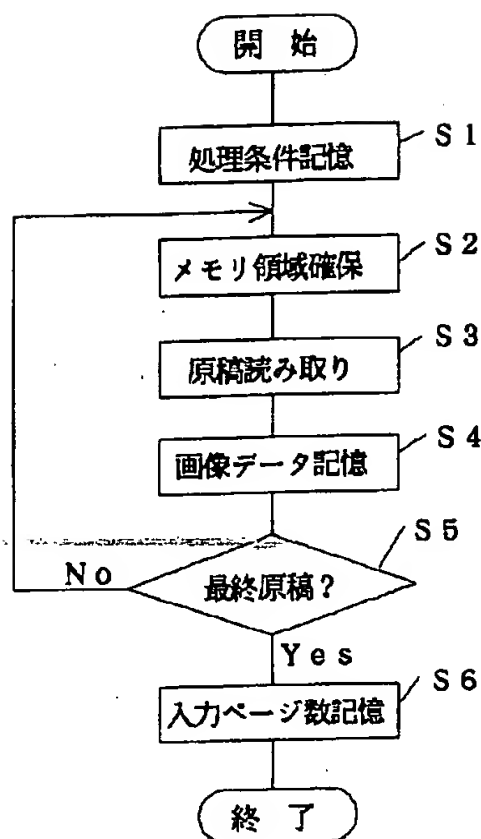 開 始
処理条件記憶
S1
メモリ領域確保
S2
原稿読み取り
S3
画像データ記憶
S4
最終原稿?
S5
No
Yes
入力ページ数記憶
S6
終 了